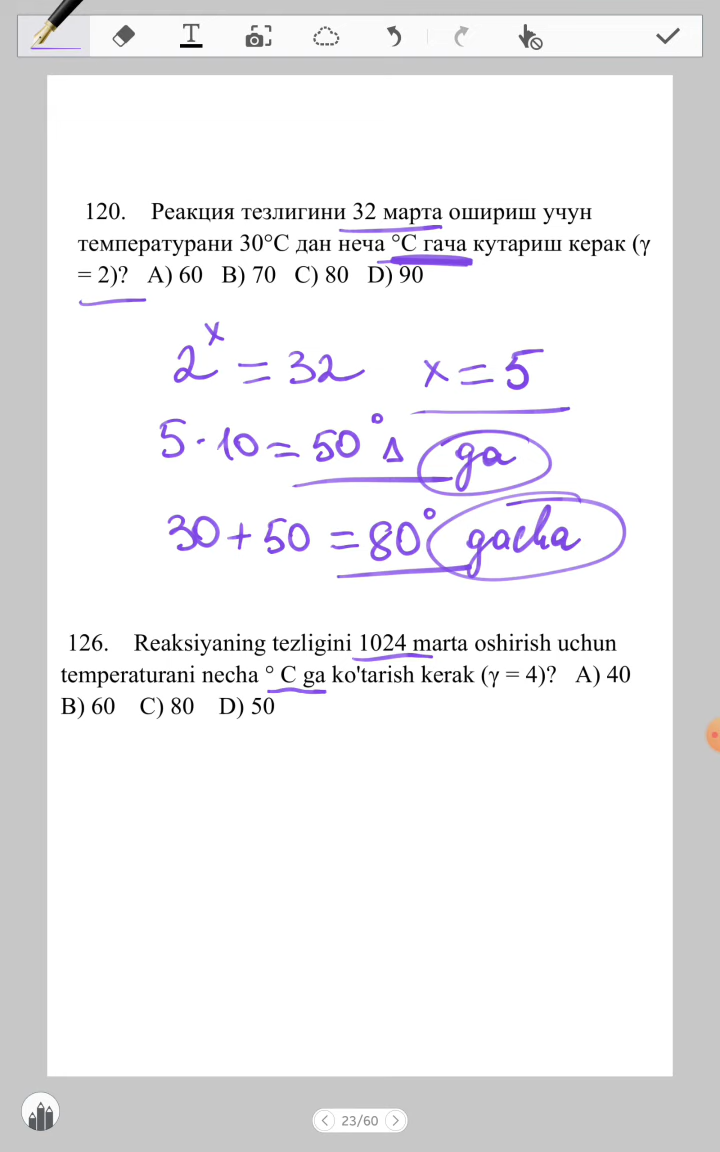 T
120. Реакция тезлигини 32 марта ошириш учун
температурани 30°C дан неча °C гача кутариш керак (γ
= 2)? A) 60 B) 70 C) 80 D) 90
2^x = 32 x = 5
5 · 10 = 50° Δ ga
30 + 50 = 80° gacha
126. Reaksiyaning tezligini 1024 marta oshirish uchun
temperaturani necha ° C ga ko'tarish kerak (γ = 4)? A) 40
B) 60 C) 80 D) 50
23/60